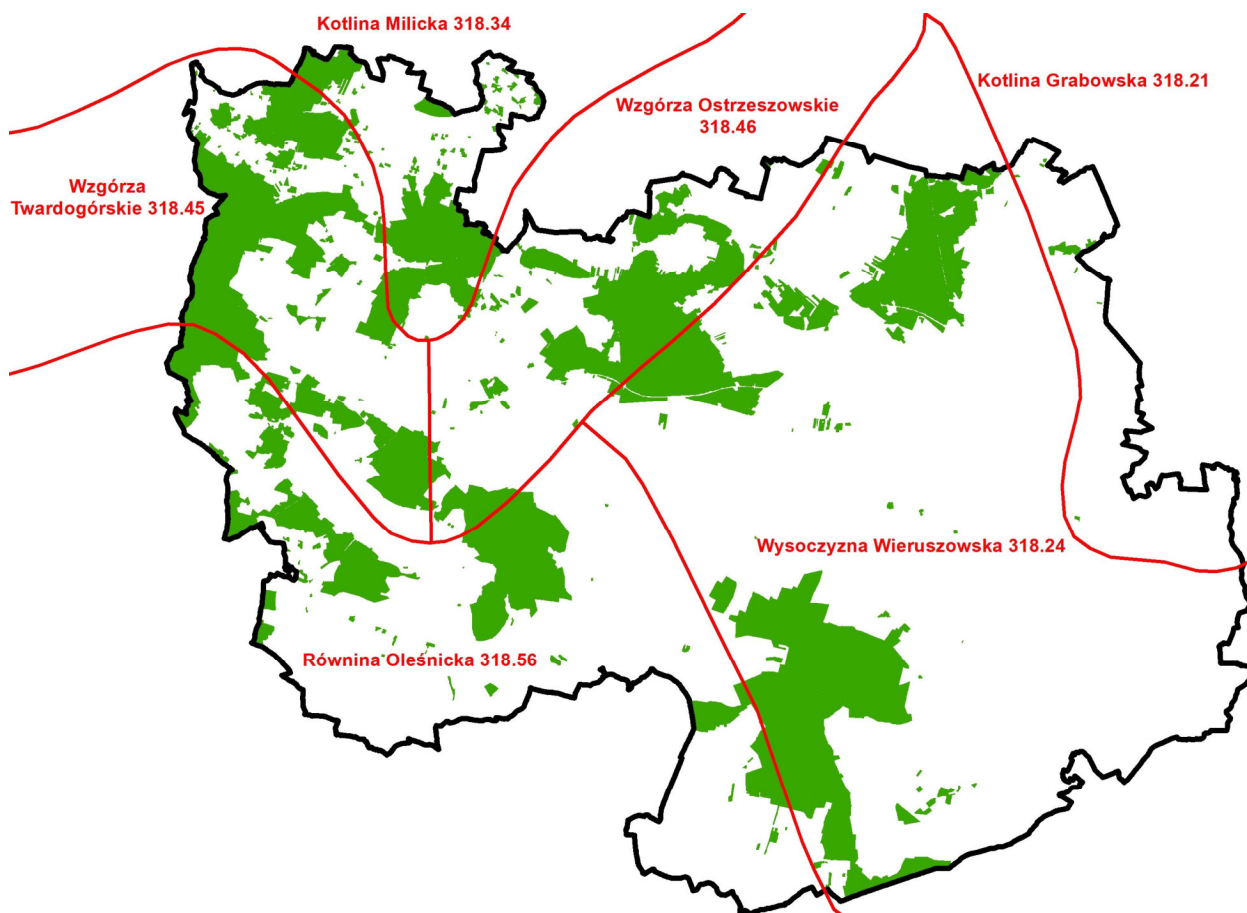 Kotlina Milicka 318.34
Kotlina Grabowska 318.21
Wzgórza Ostrzeszowskie
318.46
Wzgórza
Twardogórskie 318.45
Wysoczyzna Wieruszowska 318.24
Równina Oleśnicka 318.56